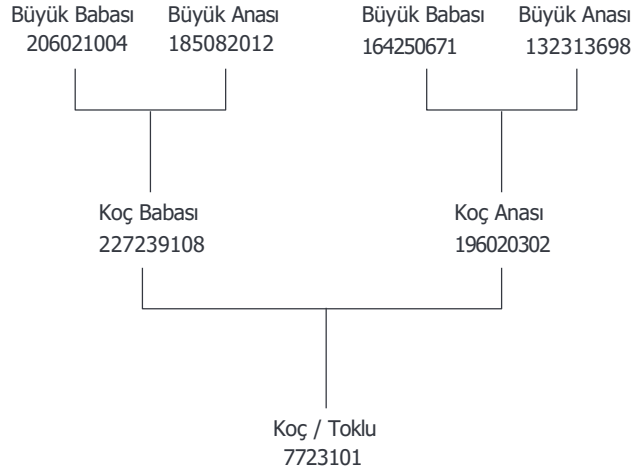 Büyük Babası Büyük Anası Büyük Babası Büyük Anası
206021004 185082012 164250671 132313698
Koç Babası Koç Anası
227239108 196020302
Koç / Toklu
7723101